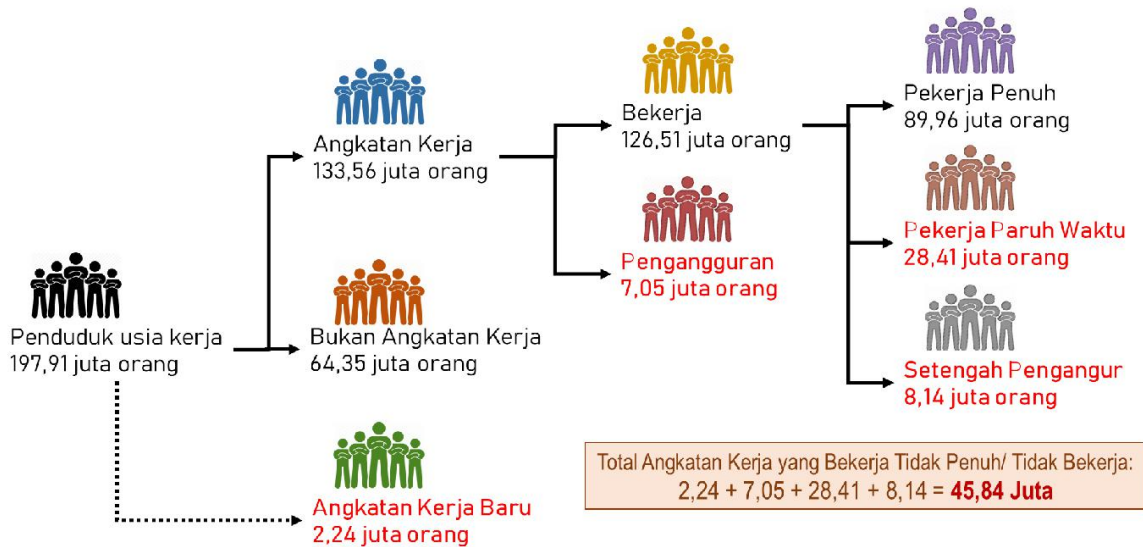 Penduduk usia kerja
197,91 juta orang
Angkatan Kerja
133,56 juta orang
Bukan Angkatan Kerja
64,35 juta orang
Angkatan Kerja Baru
2,24 juta orang
Bekerja
126,51 juta orang
Pengangguran
7,05 juta orang
Pekerja Penuh
89,96 juta orang
Pekerja Paruh Waktu
28,41 juta orang
Setengah Pengangur
8,14 juta orang
Total Angkatan Kerja yang Bekerja Tidak Penuh/ Tidak Bekerja:
2,24 + 7,05 + 28,41 + 8,14 = 45,84 Juta